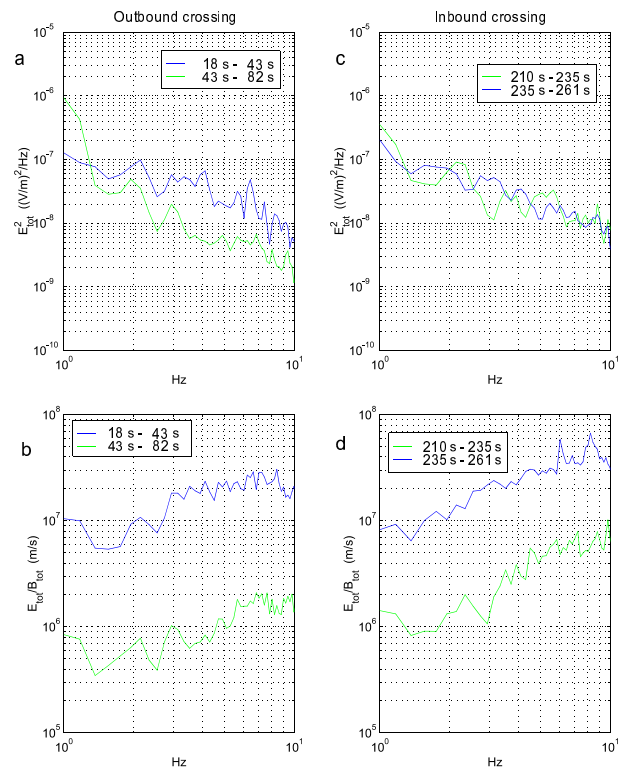 Outbound crossing
Inbound crossing
a
10^-5
10^-6
10^-7
10^-8
10^-9
10^-10
E^2_tot ((V/m)^2/Hz)
18 s - 43 s
43 s - 82 s
10^0
10^1
Hz
c
10^-5
10^-6
10^-7
10^-8
10^-9
10^-10
E^2_tot ((V/m)^2/Hz)
210 s - 235 s
235 s - 261 s
10^0
10^1
Hz
b
10^8
10^7
10^6
10^5
E_tot/B_tot (m/s)
18 s - 43 s
43 s - 82 s
10^0
10^1
Hz
d
10^8
10^7
10^6
10^5
E_tot/B_tot (m/s)
210 s - 235 s
235 s - 261 s
10^0
10^1
Hz